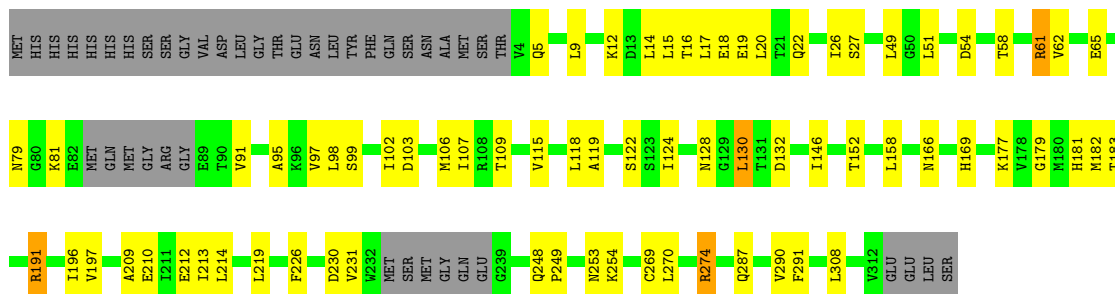 MET HIS HIS HIS HIS HIS HIS SER SER GLY VAL ASP LEU GLY THR GLU ASN LEU TYR PHE GLN SER ASN ALA MET SER THR V4 Q5 L9 K12 D13 L14 L15 T16 L17 E18 E19 L20 T21 Q22 I26 S27 L49 G50 L51 D54 T58 R61 V62 E65
N79 G80 K81 E82 MET GLN MET GLY ARG GLY E89 T90 V91 A95 K96 V97 L98 S99 I102 D103 M106 I107 R108 T109 V115 L118 A119 S122 S123 I124 N128 G129 L130 T131 D132 I146 T152 L158 N166 H169 K177 V178 G179 M180 H181 M182 T183
R191 I196 V197 A209 E210 I211 E212 I213 L214 L219 F226 D230 V231 W232 MET SER MET GLY GLN GLU G239 Q248 P249 N253 K254 C269 L270 R274 Q287 V290 F291 L308 V312 GLU GLU LEU SER